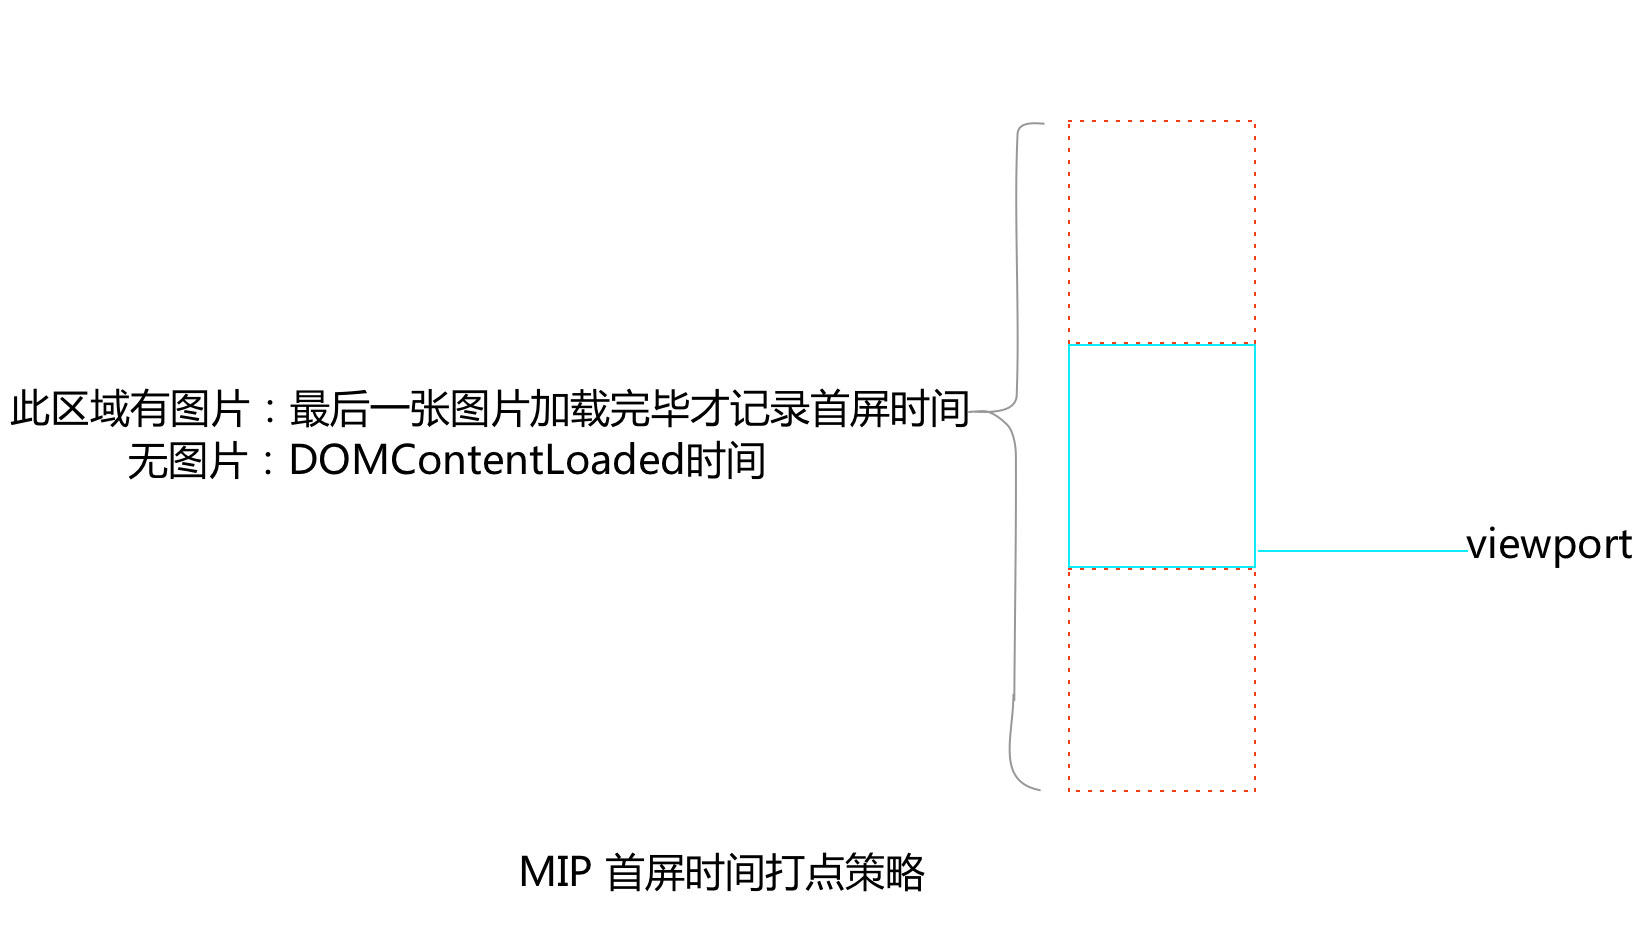 此区域有图片：最后一张图片加载完毕才记录首屏时间
无图片：DOMContentLoaded时间
viewport
MIP 首屏时间打点策略